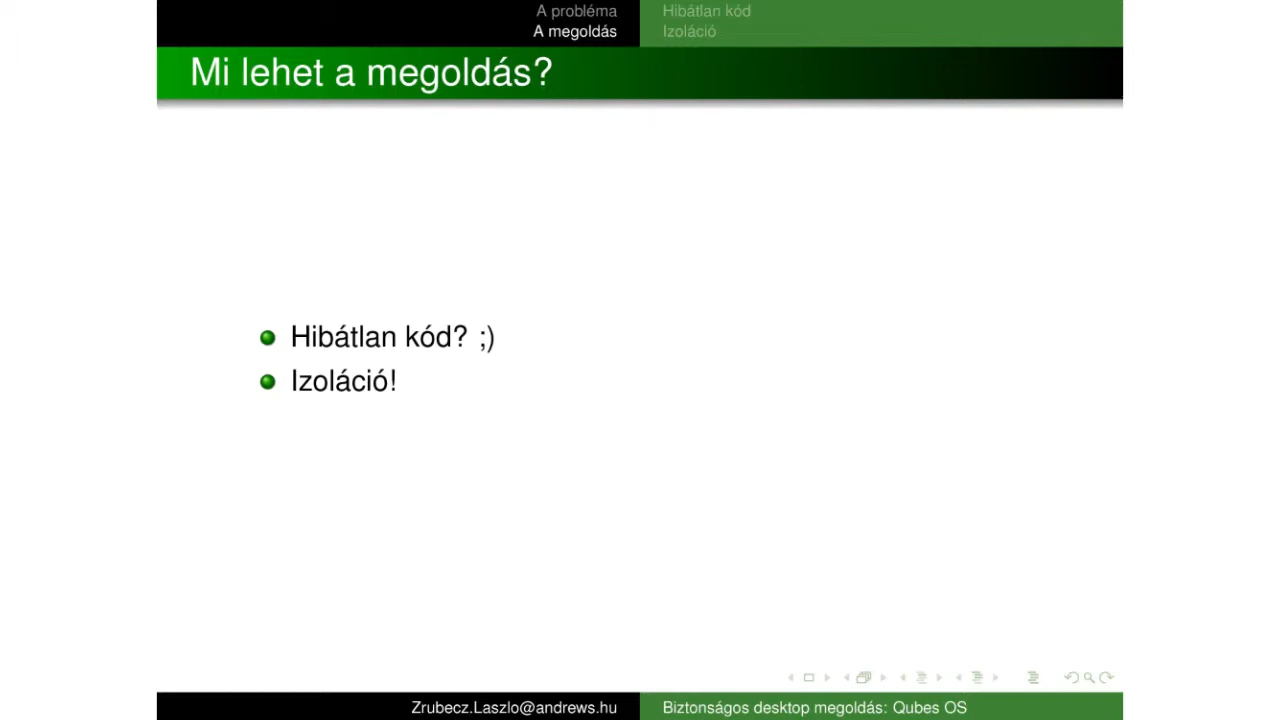 A probléma
A megoldás
Hibátlan kód
Izoláció
Mi lehet a megoldás?
Hibátlan kód? ;)
Izoláció!
Zrubecz.Laszlo@andrews.hu
Biztonságos desktop megoldás: Qubes OS